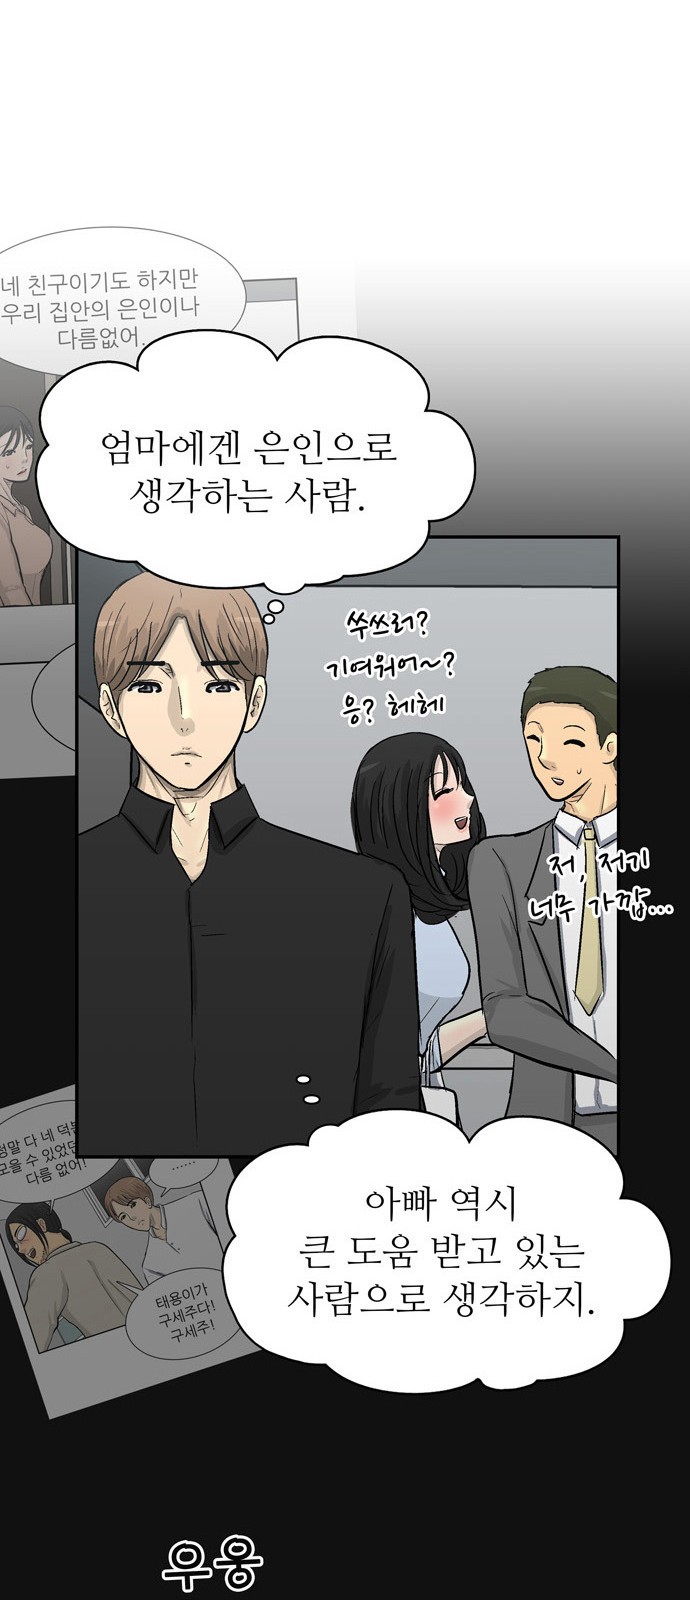 네 친구이기도 하지만
우리 집안의 은인이나
다름없어.
엄마에겐 은인으로
생각하는 사람.
쑤쓰러?
기여워어~?
응? 헤헤
저, 저기
너무 가깝...
정말 다 네 덕분
모을 수 있었던
다름 없어!
......
태용이가
구세주다!
구세주!
아빠 역시
큰 도움 받고 있는
사람으로 생각하지.
우웅